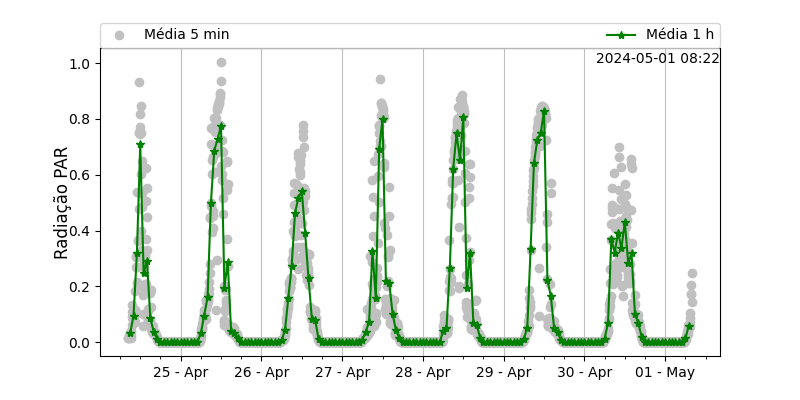 Média 5 min
Média 1 h
2024-05-01 08:22
Radiação PAR
1.0
0.8
0.6
0.4
0.2
0.0
25 - Apr
26 - Apr
27 - Apr
28 - Apr
29 - Apr
30 - Apr
01 - May